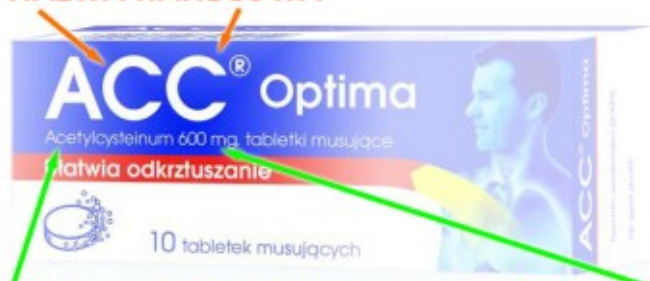 ACC® Optima
Acetylcysteinum 600 mg, tabletki musujące
ułatwia odkrztuszanie
10 tabletek musujących
ACC® Optima